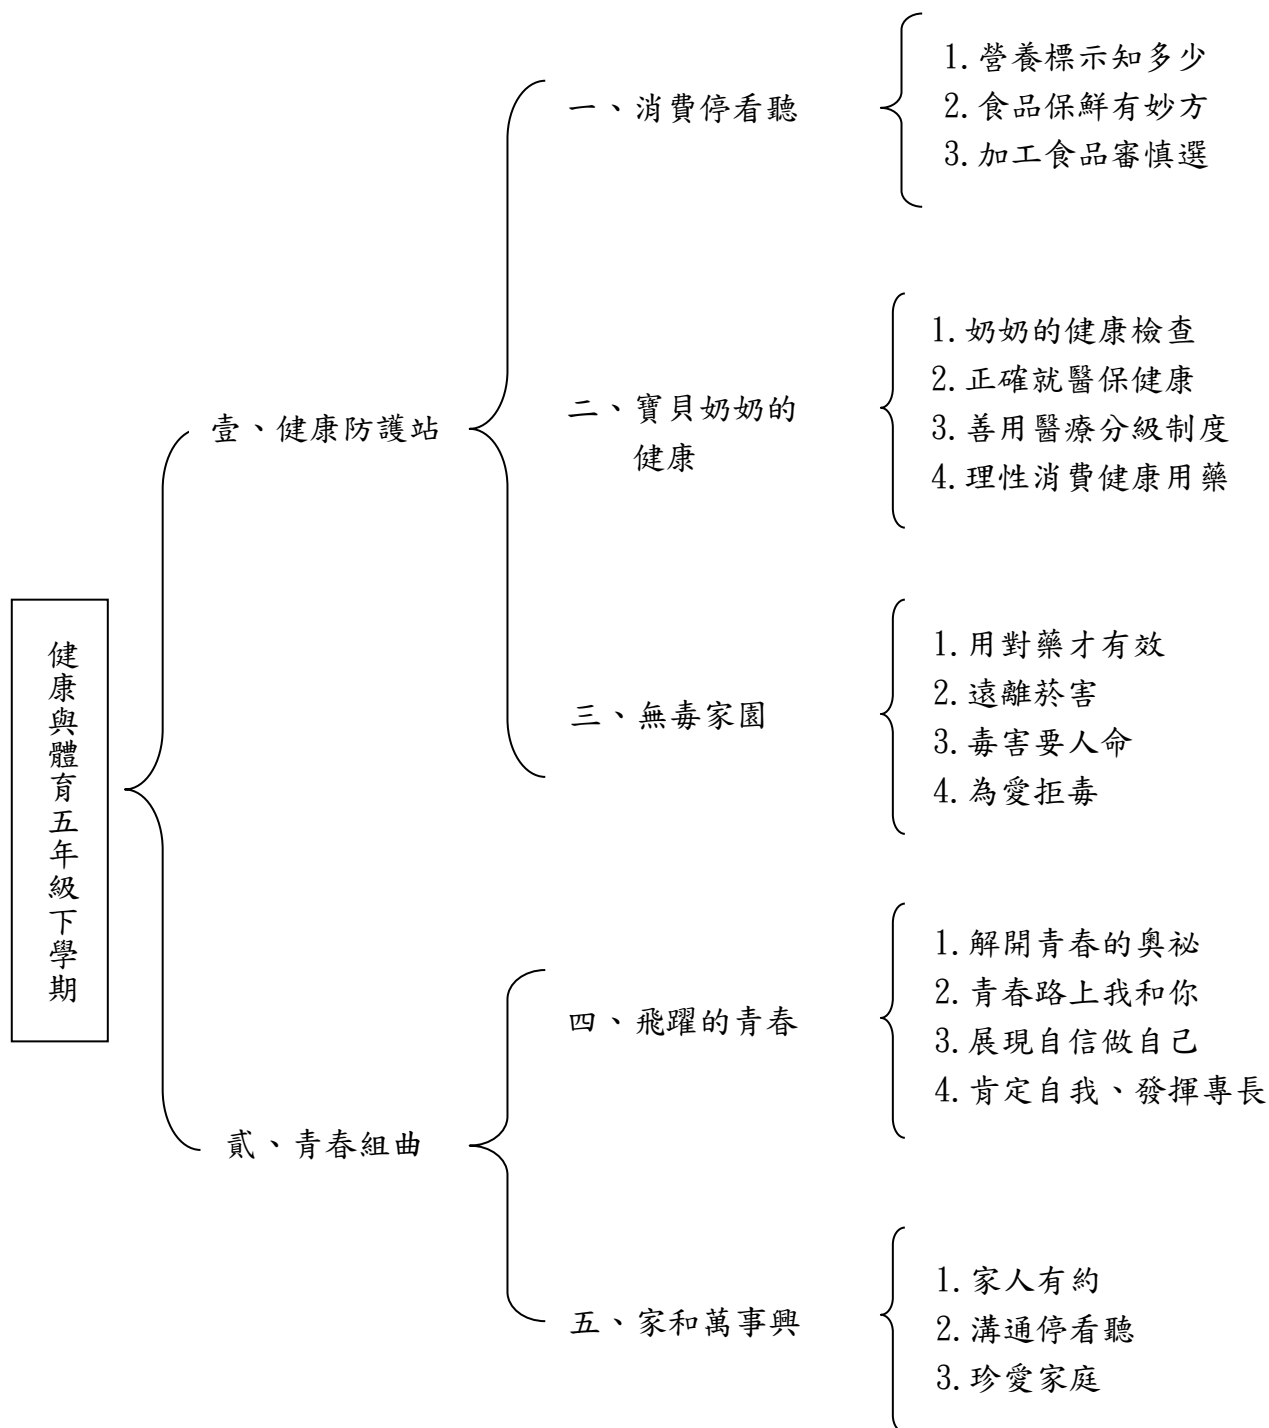 健康與體育五年級下學期
壹、健康防護站
一、消費停看聽
1.營養標示知多少
2.食品保鮮有妙方
3.加工食品審慎選
二、寶貝奶奶的
健康
1.奶奶的健康檢查
2.正確就醫保健康
3.善用醫療分級制度
4.理性消費健康用藥
三、無毒家園
1.用對藥才有效
2.遠離菸害
3.毒害要人命
4.為愛拒毒
貳、青春組曲
四、飛躍的青春
1.解開青春的奧祕
2.青春路上我和你
3.展現自信做自己
4.肯定自我、發揮專長
五、家和萬事興
1.家人有約
2.溝通停看聽
3.珍愛家庭